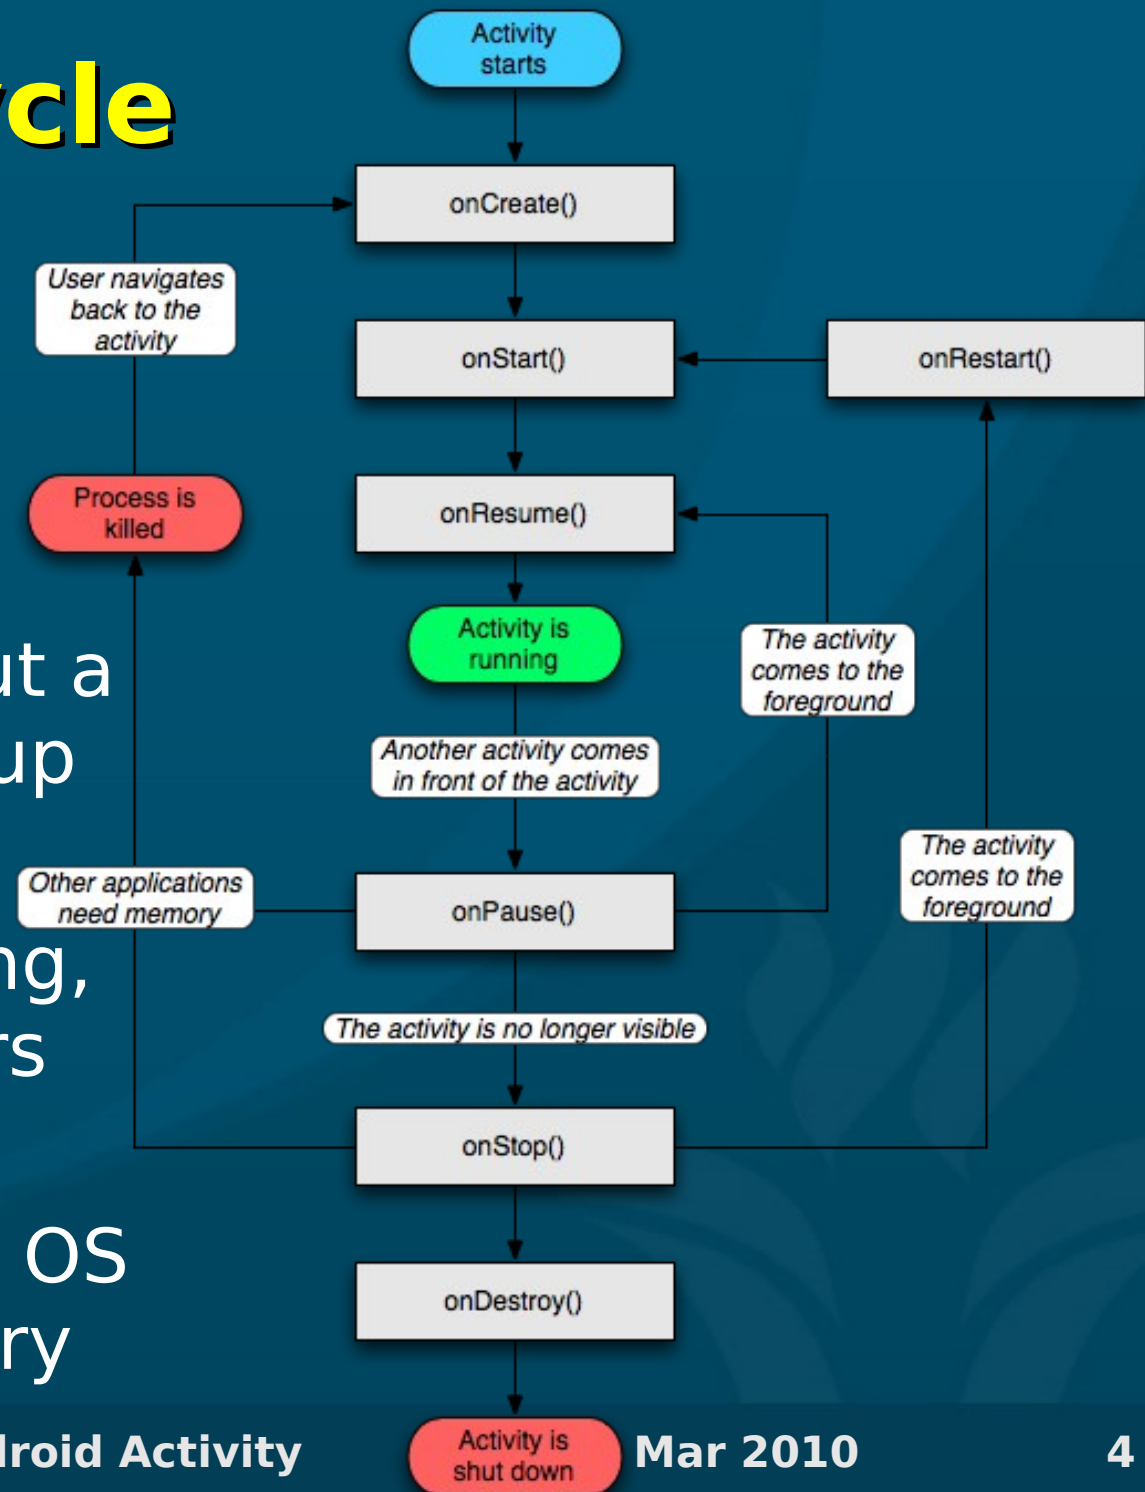 Activity
starts
cle
onCreate()
User navigates
back to the
activity
onStart()
onRestart()
Process is
killed
onResume()
Activity is
running
The activity
comes to the
foreground
ut a
up
Another activity comes
in front of the activity
The activity
comes to the
foreground
Other applications
need memory
onPause()
ng,
rs
The activity is no longer visible
onStop()
OS
ry
onDestroy()
droid Activity
Activity is
shut down
Mar 2010
4